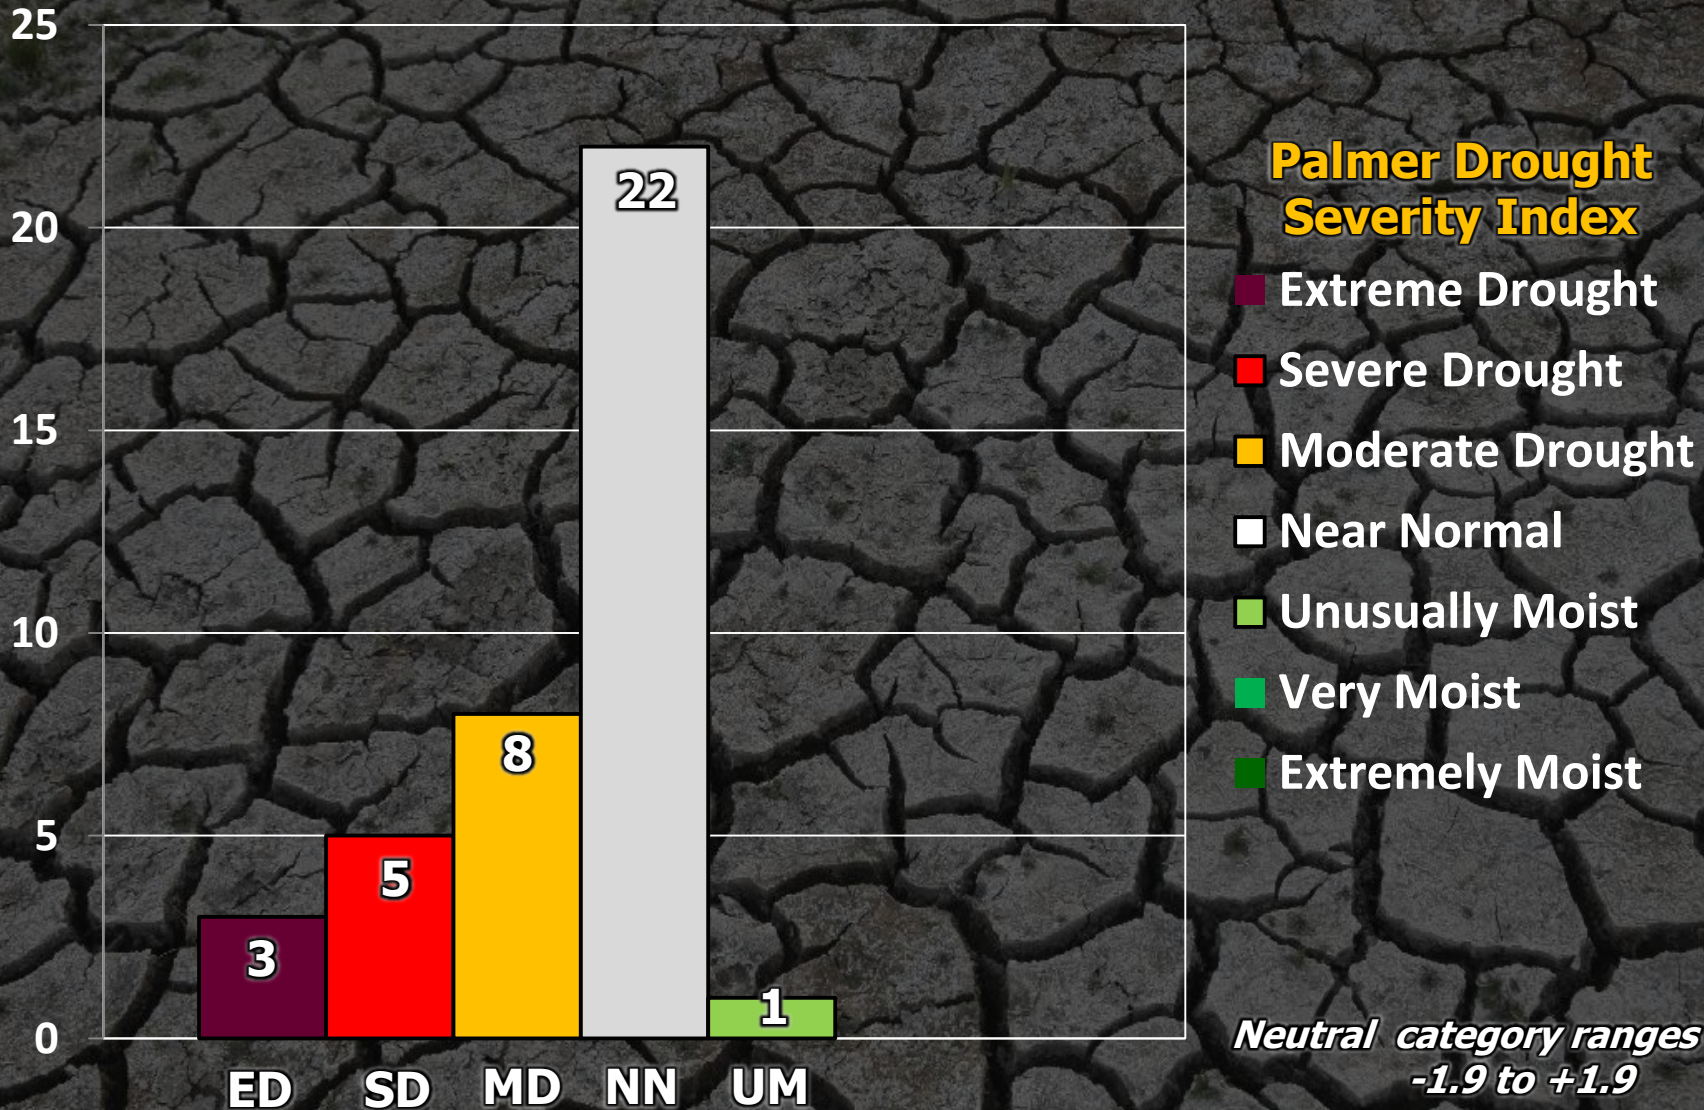 25
20
15
10
5
0
22
8
5
3
1
ED SD MD NN UM
Palmer Drought
Severity Index
Extreme Drought
Severe Drought
Moderate Drought
Near Normal
Unusually Moist
Very Moist
Extremely Moist
Neutral category ranges
-1.9 to +1.9